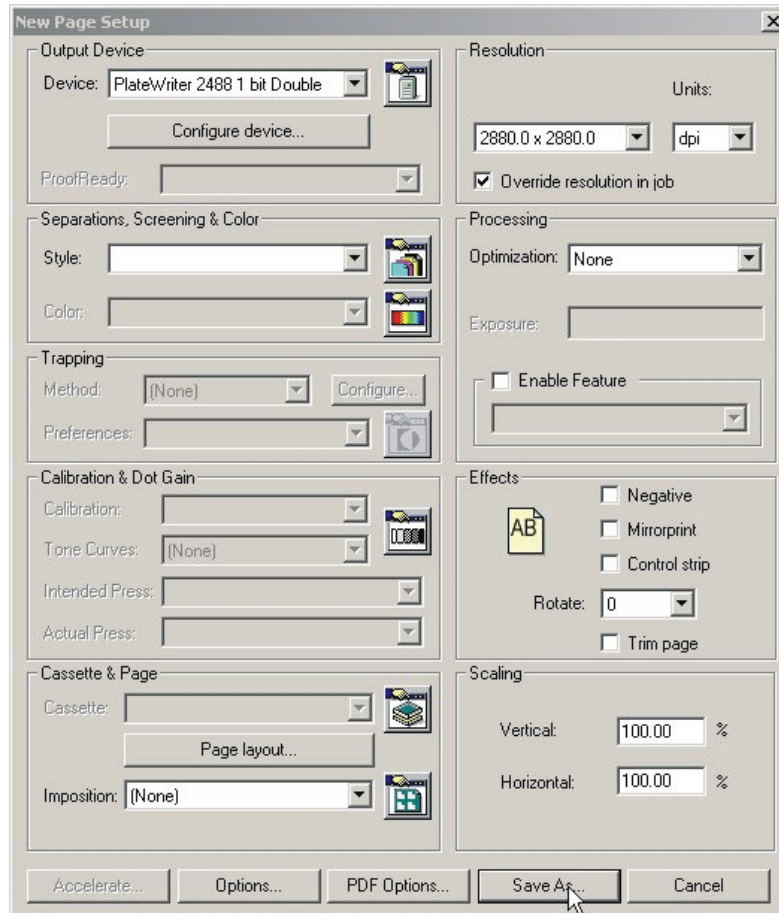 New Page Setup
Output Device
Device: PlateWriter 2488 1 bit Double
Configure device...
ProofReady:
Resolution
Units:
2880.0 x 2880.0 dpi
Override resolution in job
Separations, Screening & Color
Style:
Color:
Processing
Optimization: None
Exposure:
Enable Feature
Trapping
Method: (None) Configure...
Preferences:
Calibration & Dot Gain
Calibration:
Tone Curves: (None)
Intended Press:
Actual Press:
Effects
AB
Negative
Mirrorprint
Control strip
Rotate: 0
Trim page
Cassette & Page
Cassette:
Page layout...
Imposition: (None)
Scaling
Vertical: 100.00 %
Horizontal: 100.00 %
Accelerate... Options... PDF Options... Save As... Cancel